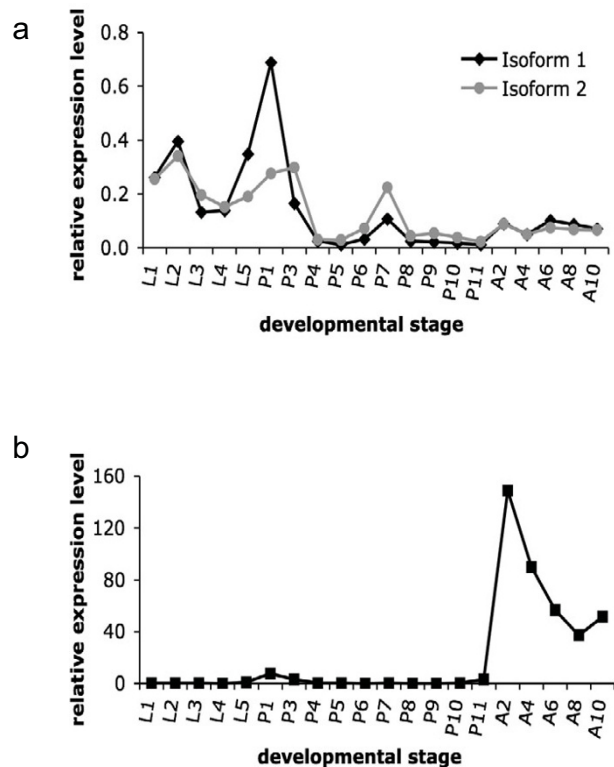 a
relative expression level
0.8
0.6
0.4
0.2
0.0
Isoform 1
Isoform 2
L1 L2 L3 L4 L5 P1 P3 P4 P5 P6 P7 P8 P9 P10 P11 A2 A4 A6 A8 A10
developmental stage
b
relative expression level
160
120
80
40
0
L1 L2 L3 L4 L5 P1 P3 P4 P5 P6 P7 P8 P9 P10 P11 A2 A4 A6 A8 A10
developmental stage